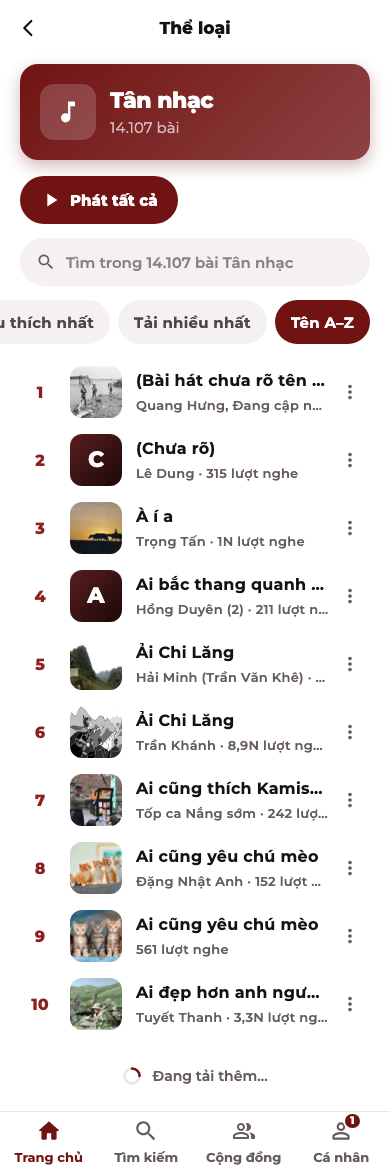 Thể loại
Tân nhạc
14.107 bài
Phát tất cả
Tìm trong 14.107 bài Tân nhạc
thích nhất
Tải nhiều nhất
Tên A–Z
1
(Bài hát chưa rõ tên ...
Quang Hưng, Đang cập n...
2
C
(Chưa rõ)
Lê Dung · 315 lượt nghe
3
À í a
Trọng Tấn · 1N lượt nghe
4
A
Ai bắc thang quanh ...
Hồng Duyên (2) · 211 lượt n...
5
Ải Chi Lăng
Hải Minh (Trần Văn Khê) · ...
6
Ải Chi Lăng
Trần Khánh · 8,9N lượt ng...
7
Ai cũng thích Kamis...
Tốp ca Nắng sớm · 242 lượ...
8
Ai cũng yêu chú mèo
Đặng Nhật Anh · 152 lượt ...
9
Ai cũng yêu chú mèo
561 lượt nghe
10
Ai đẹp hơn anh ngư...
Tuyết Thanh · 3,3N lượt ng...
Đang tải thêm...
1
Trang chủ
Tìm kiếm
Cộng đồng
Cá nhân